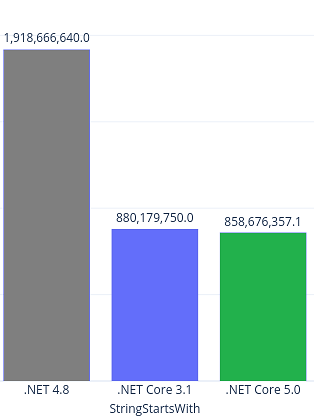 1,918,666,640.0
880,179,750.0
858,676,357.1
.NET 4.8
.NET Core 3.1
.NET Core 5.0
StringStartsWith